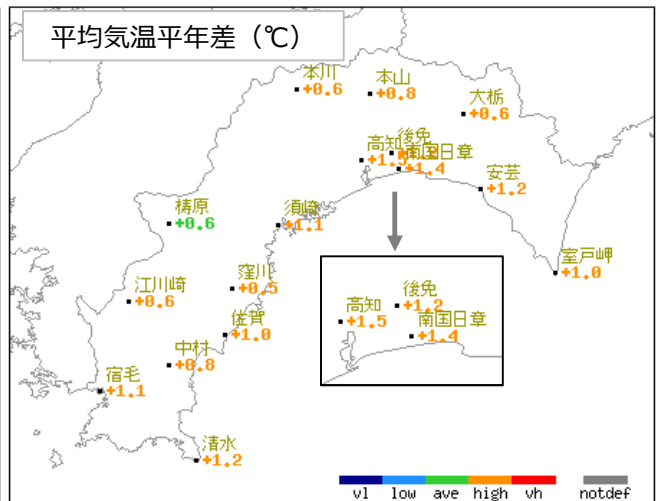 平均気温平年差（℃）
本川
+0.6
本山
+0.8
大栃
+0.6
高知
+1.5
後免
南国日章
+1.4
安芸
+1.2
梼原
+0.6
須崎
+1.1
室戸岬
+1.0
江川崎
+0.6
窪川
+0.5
佐賀
+1.0
中村
+0.8
宿毛
+1.1
清水
+1.2
後免
+1.2
高知
+1.5
南国日章
+1.4
vl low ave high vh notdef